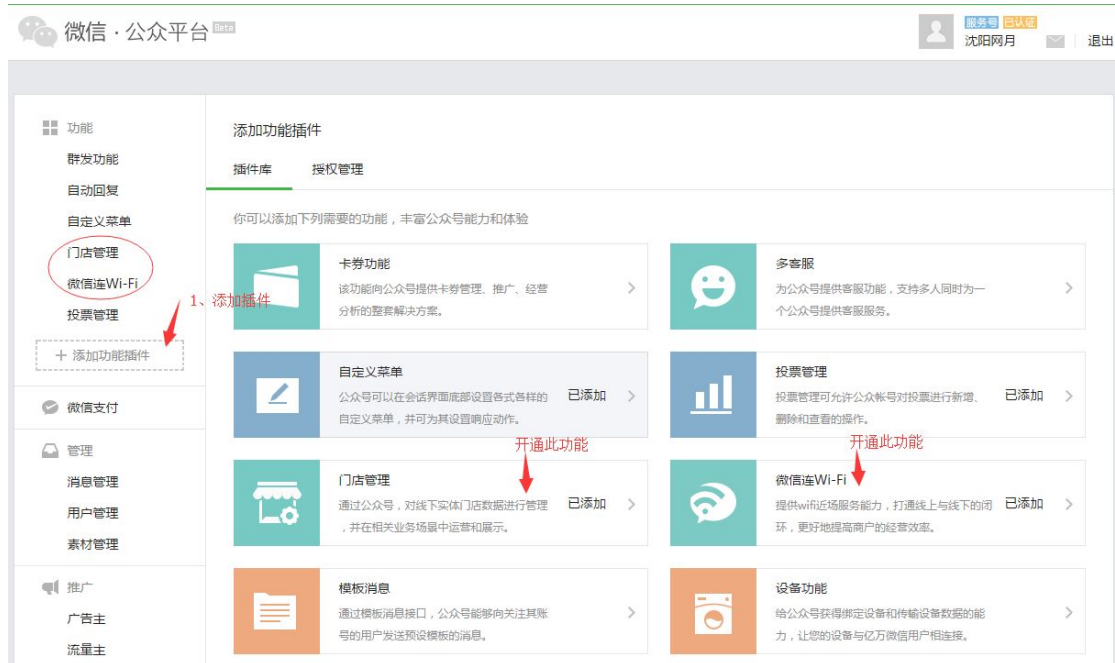 微信·公众平台 Beta
服务号 已认证
沈阳网月 退出
功能
群发功能
自动回复
自定义菜单
门店管理
微信连Wi-Fi
投票管理
+ 添加功能插件
微信支付
管理
消息管理
用户管理
素材管理
推广
广告主
流量主
1、添加插件
添加功能插件
插件库 授权管理
你可以添加下列需要的功能，丰富公众号能力和体验
卡券功能
该功能向公众号提供卡券管理、推广、经营
分析的整套解决方案。
多客服
为公众号提供客服功能，支持多人同时为一
个公众号提供客服服务。
自定义菜单
公众号可以在会话界面底部设置各式各样的
自定义菜单，并可为其设置响应动作。
已添加
投票管理
投票管理可允许公众帐号对投票进行新增、
删除和查看的操作。
已添加
开通此功能
门店管理
通过公众号，对线下实体门店数据进行管理
，并在相关业务场景中运营和展示。
已添加
开通此功能
微信连Wi-Fi
提供wifi近场服务能力，打通线上与线下的闭
环，更好地提高商户的经营效率。
已添加
模板消息
通过模板消息接口，公众号能够向关注其账
号的用户发送预设模板的消息。
设备功能
给公众号获得绑定设备和传输设备数据的能
力，让您的设备与亿万微信用户相连接。